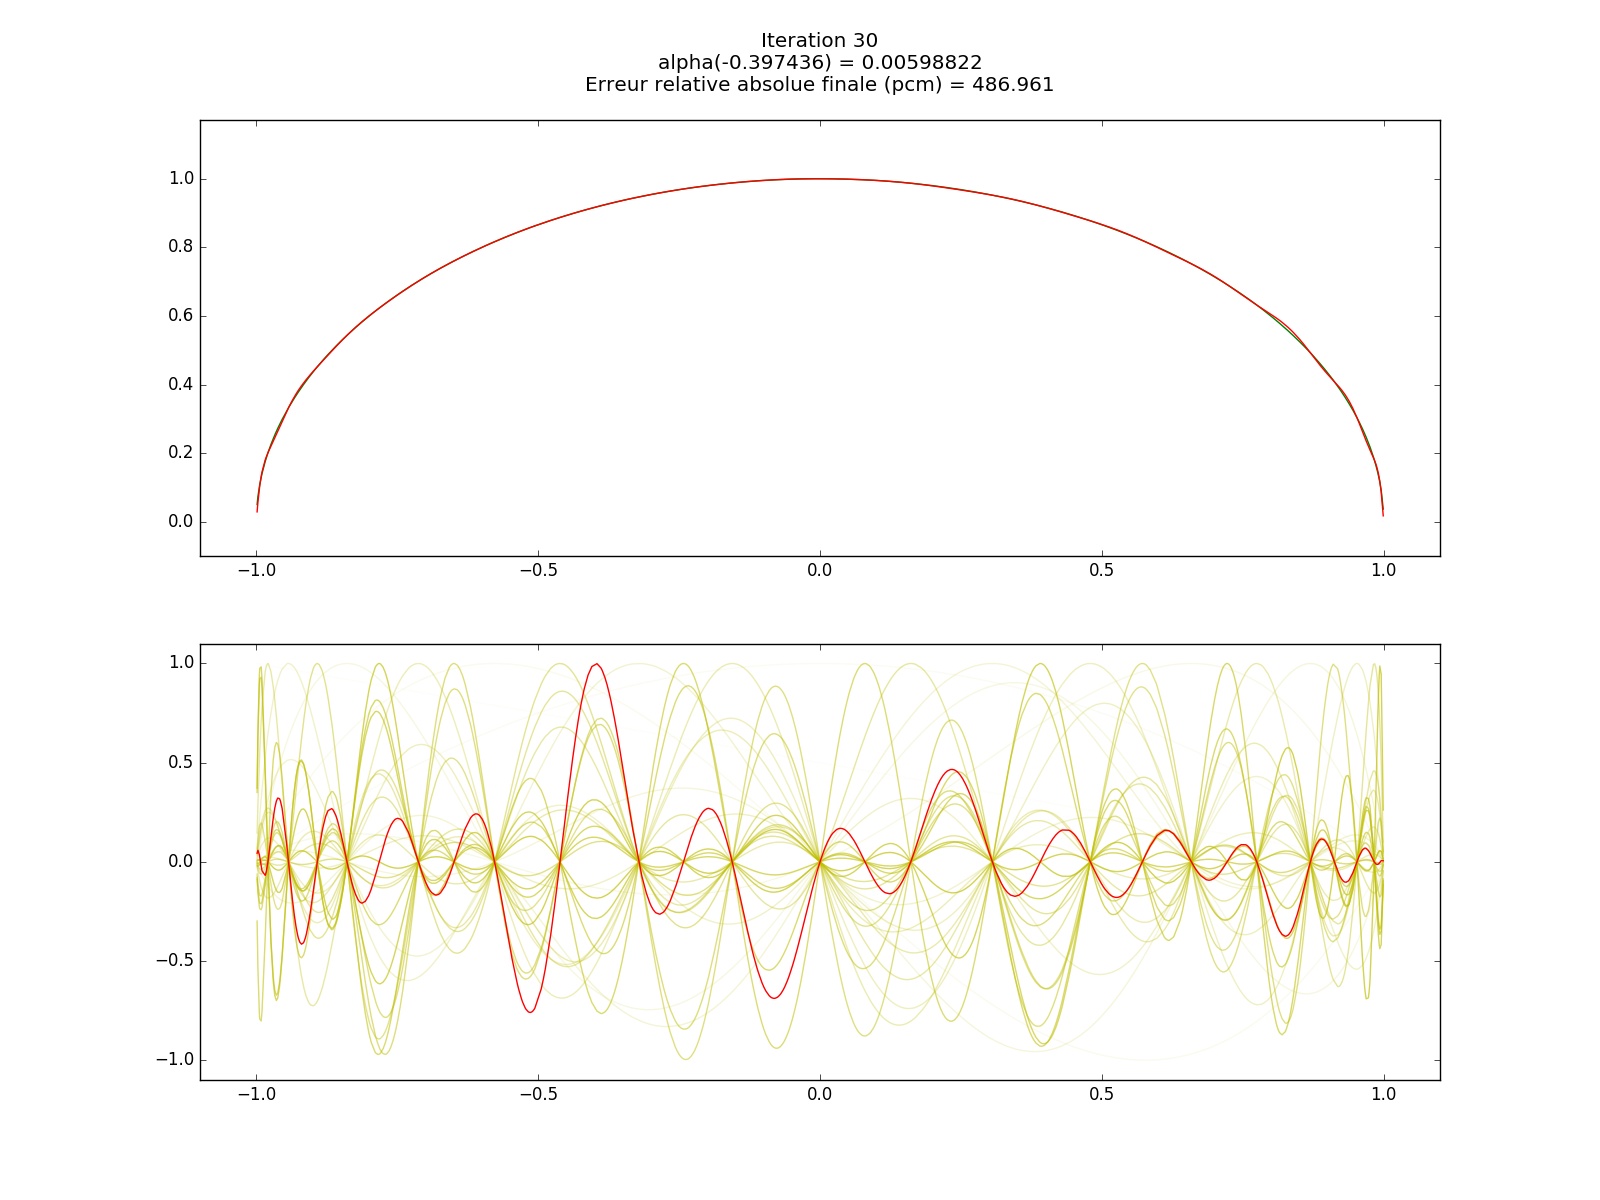 Iteration 30
alpha(-0.397436) = 0.00598822
Erreur relative absolue finale (pcm) = 486.961
1.0
0.8
0.6
0.4
0.2
0.0
−1.0 −0.5 0.0 0.5 1.0
1.0
0.5
0.0
−0.5
−1.0
−1.0 −0.5 0.0 0.5 1.0